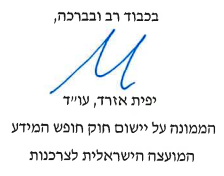 בכבוד רב ובברכה,
יפית אזרד, עו״ד
הממונה על יישום חוק חופש המידע
המועצה הישראלית לצרכנות